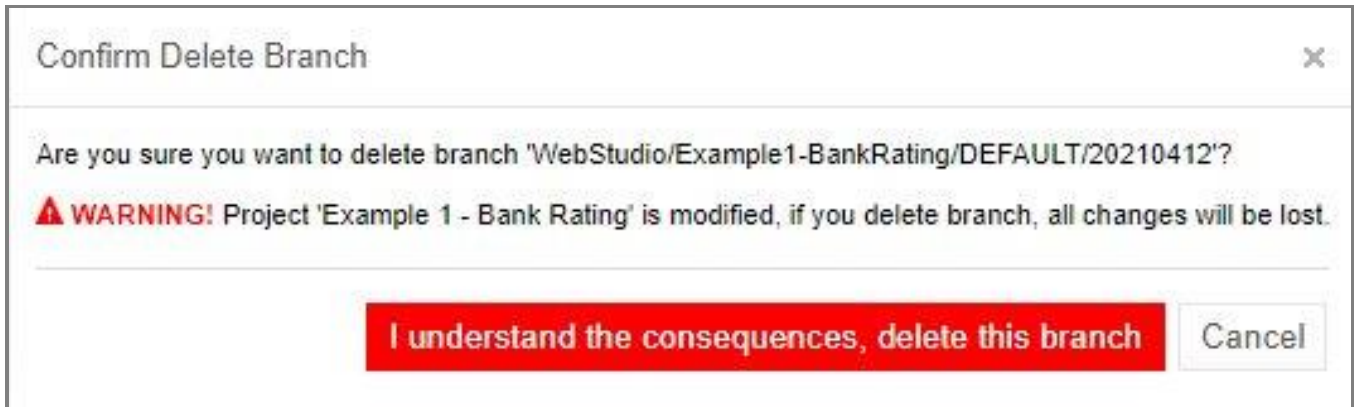 Confirm Delete Branch
Are you sure you want to delete branch 'WebStudio/Example1-BankRating/DEFAULT/20210412'?
WARNING! Project 'Example 1 - Bank Rating' is modified, if you delete branch, all changes will be lost.
I understand the consequences, delete this branch
Cancel